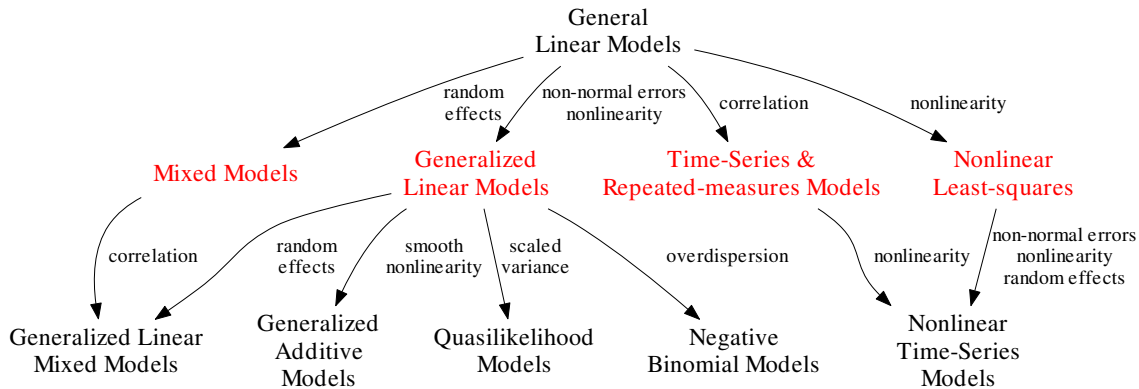 General
Linear Models
random
effects
non-normal errors
nonlinearity
correlation
nonlinearity
Mixed Models
Generalized
Linear Models
Time-Series &
Repeated-measures Models
Nonlinear
Least-squares
correlation
random
effects
smooth
nonlinearity
scaled
variance
overdispersion
nonlinearity
non-normal errors
nonlinearity
random effects
Generalized Linear
Mixed Models
Generalized
Additive
Models
Quasilikelihood
Models
Negative
Binomial Models
Nonlinear
Time-Series
Models